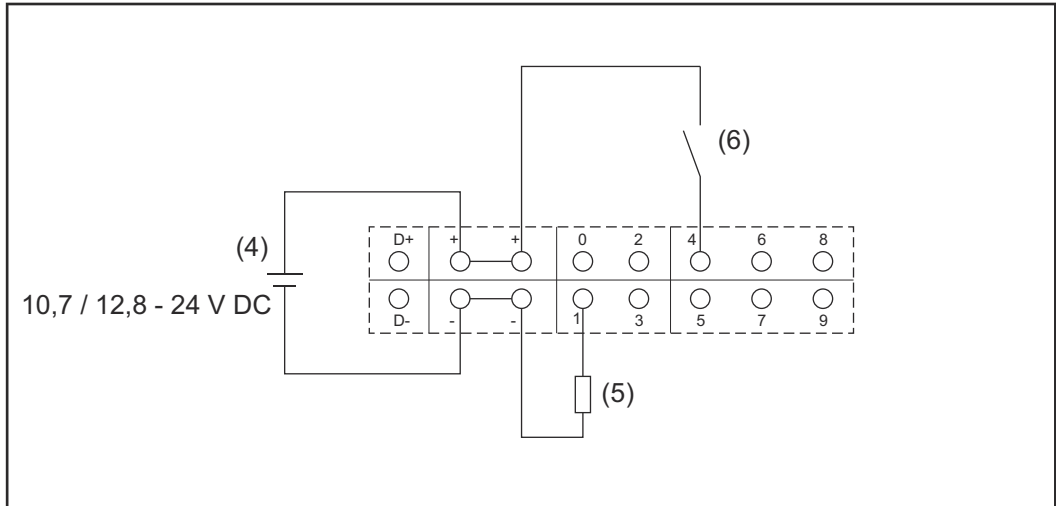 (6)
(4)
10,7 / 12,8 - 24 V DC
D+ + + 0 2 4 6 8
D- - - 1 3 5 7 9
(5)